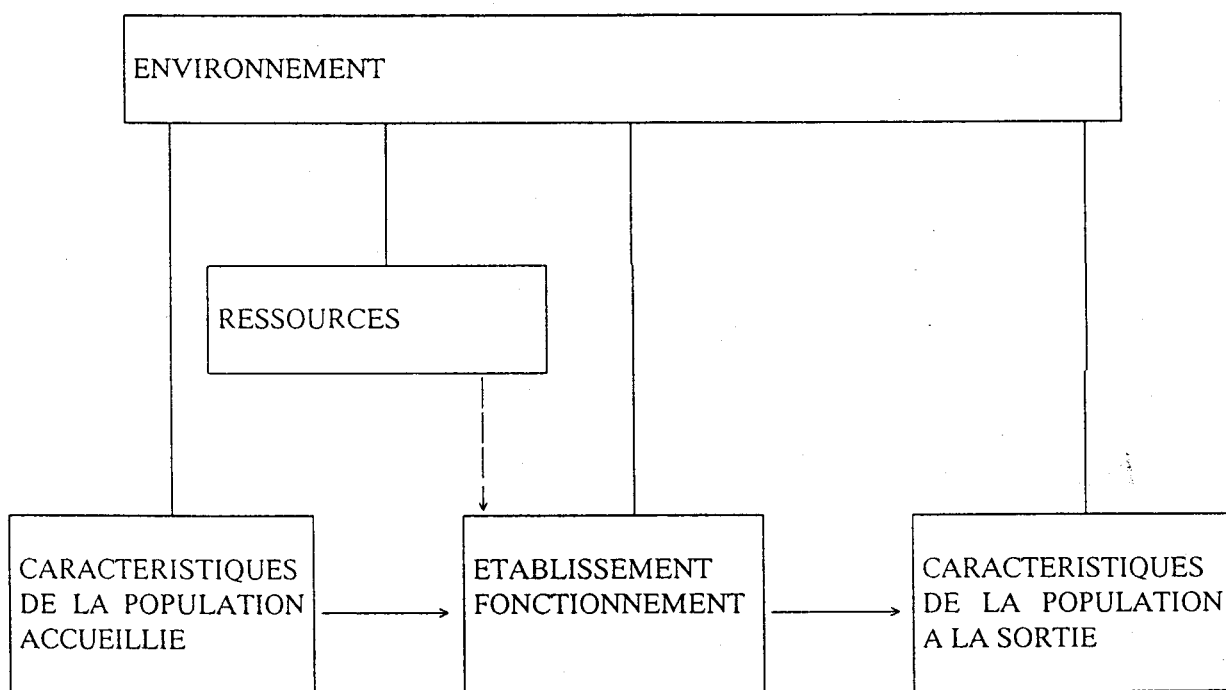 ENVIRONNEMENT
RESSOURCES
CARACTERISTIQUES
DE LA POPULATION
ACCUEILLIE
ETABLISSEMENT
FONCTIONNEMENT
CARACTERISTIQUES
DE LA POPULATION
A LA SORTIE